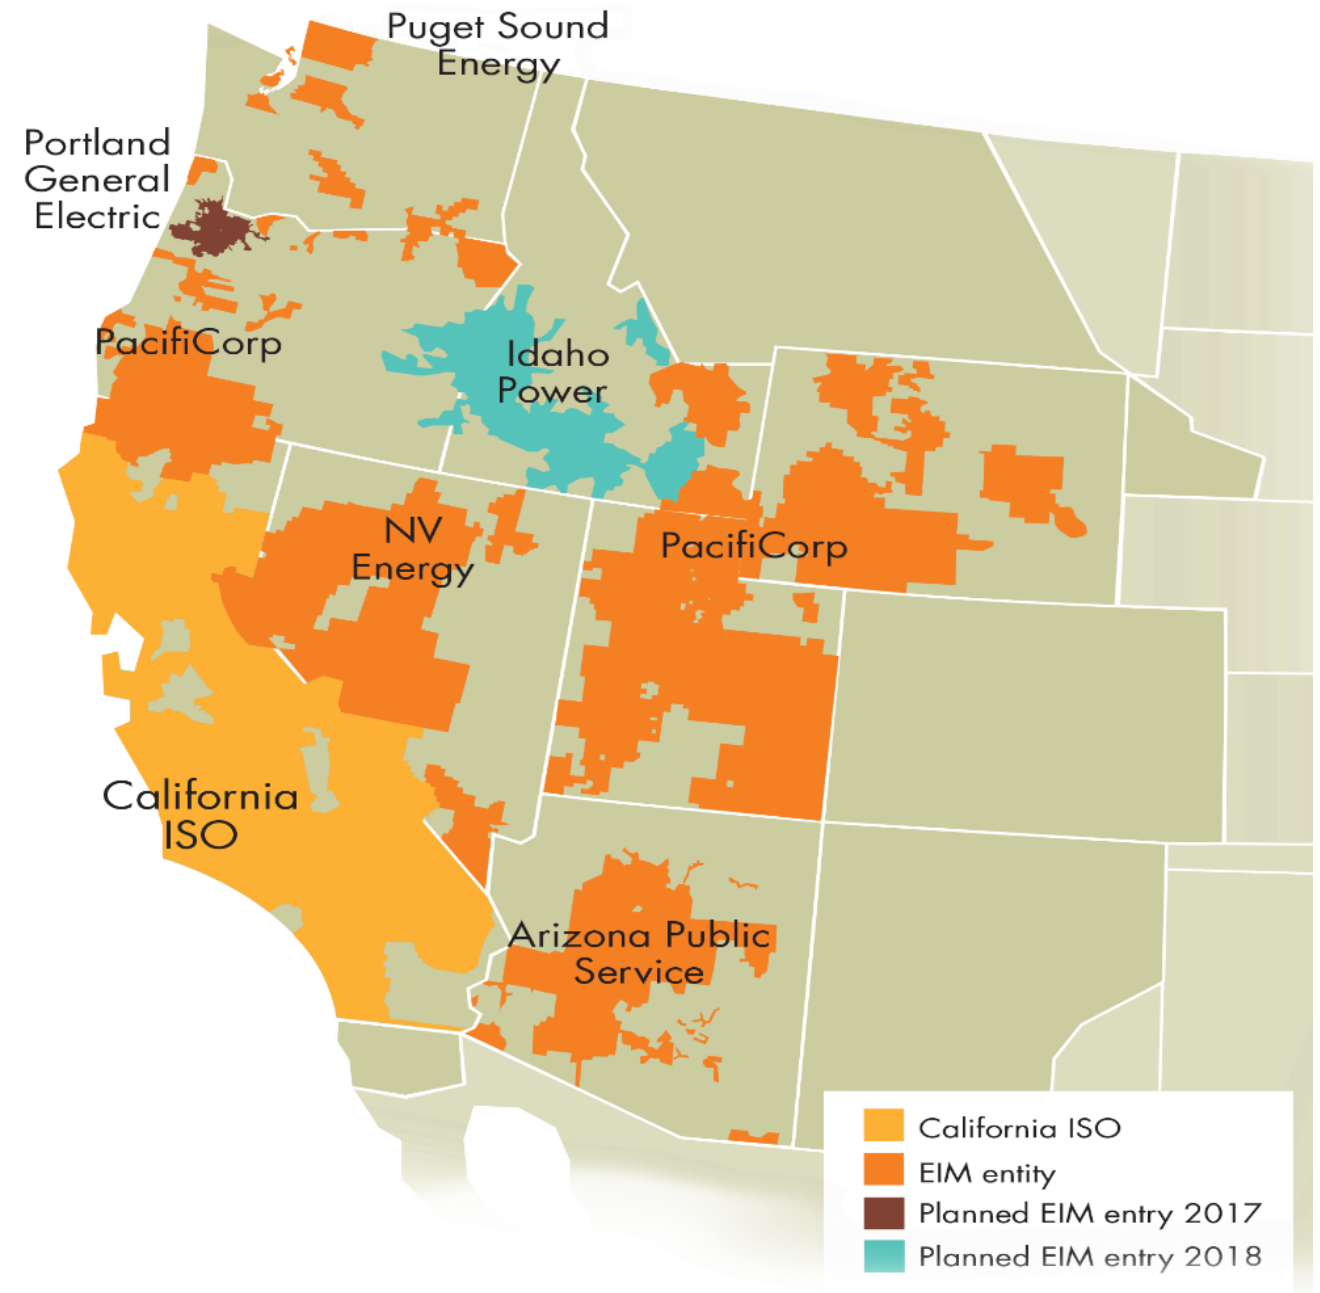 Puget Sound
Energy
Portland
General
Electric
PacifiCorp
Idaho
Power
NV
Energy
PacifiCorp
California
ISO
Arizona Public
Service
California ISO
EIM entity
Planned EIM entry 2017
Planned EIM entry 2018